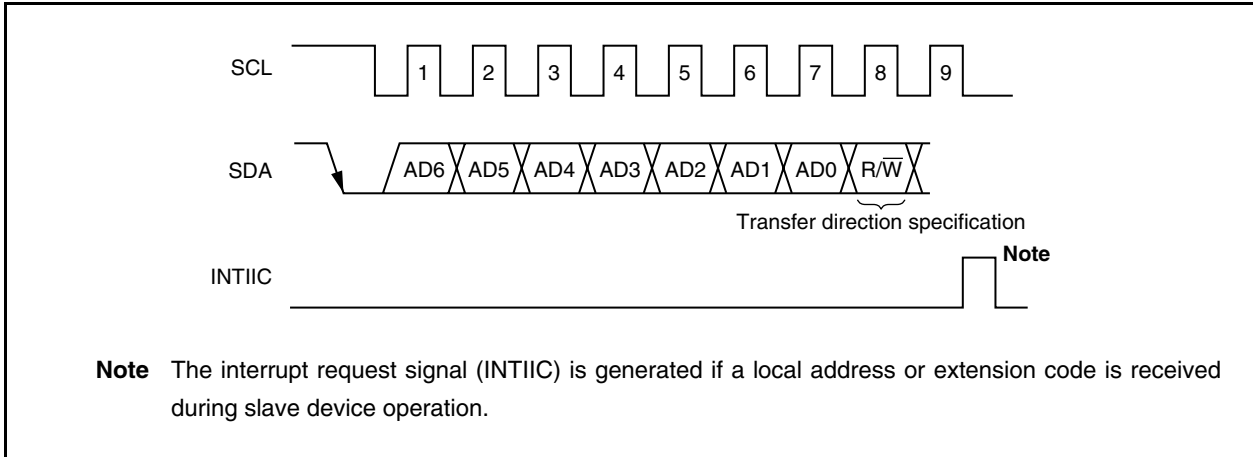 SCL 1 2 3 4 5 6 7 8 9
SDA AD6 AD5 AD4 AD3 AD2 AD1 AD0 R/W̅
Transfer direction specification
Note
INTIIC
Note The interrupt request signal (INTIIC) is generated if a local address or extension code is received
during slave device operation.